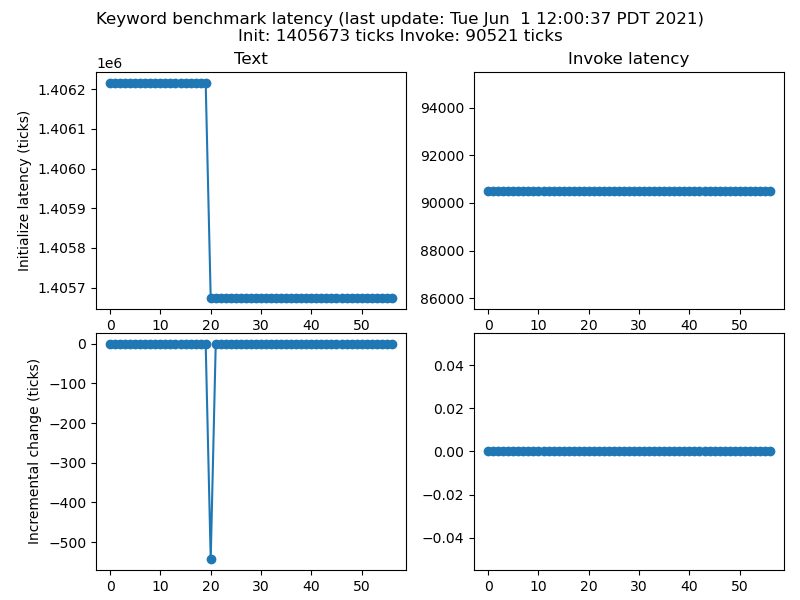 Keyword benchmark latency (last update: Tue Jun  1 12:00:37 PDT 2021)
Init: 1405673 ticks Invoke: 90521 ticks
Text
1e6
Initialize latency (ticks)
1.4062
1.4061
1.4060
1.4059
1.4058
1.4057
0 10 20 30 40 50
Invoke latency
94000
92000
90000
88000
86000
0 10 20 30 40 50
Incremental change (ticks)
0
−100
−200
−300
−400
−500
0 10 20 30 40 50
0.04
0.02
0.00
−0.02
−0.04
0 10 20 30 40 50